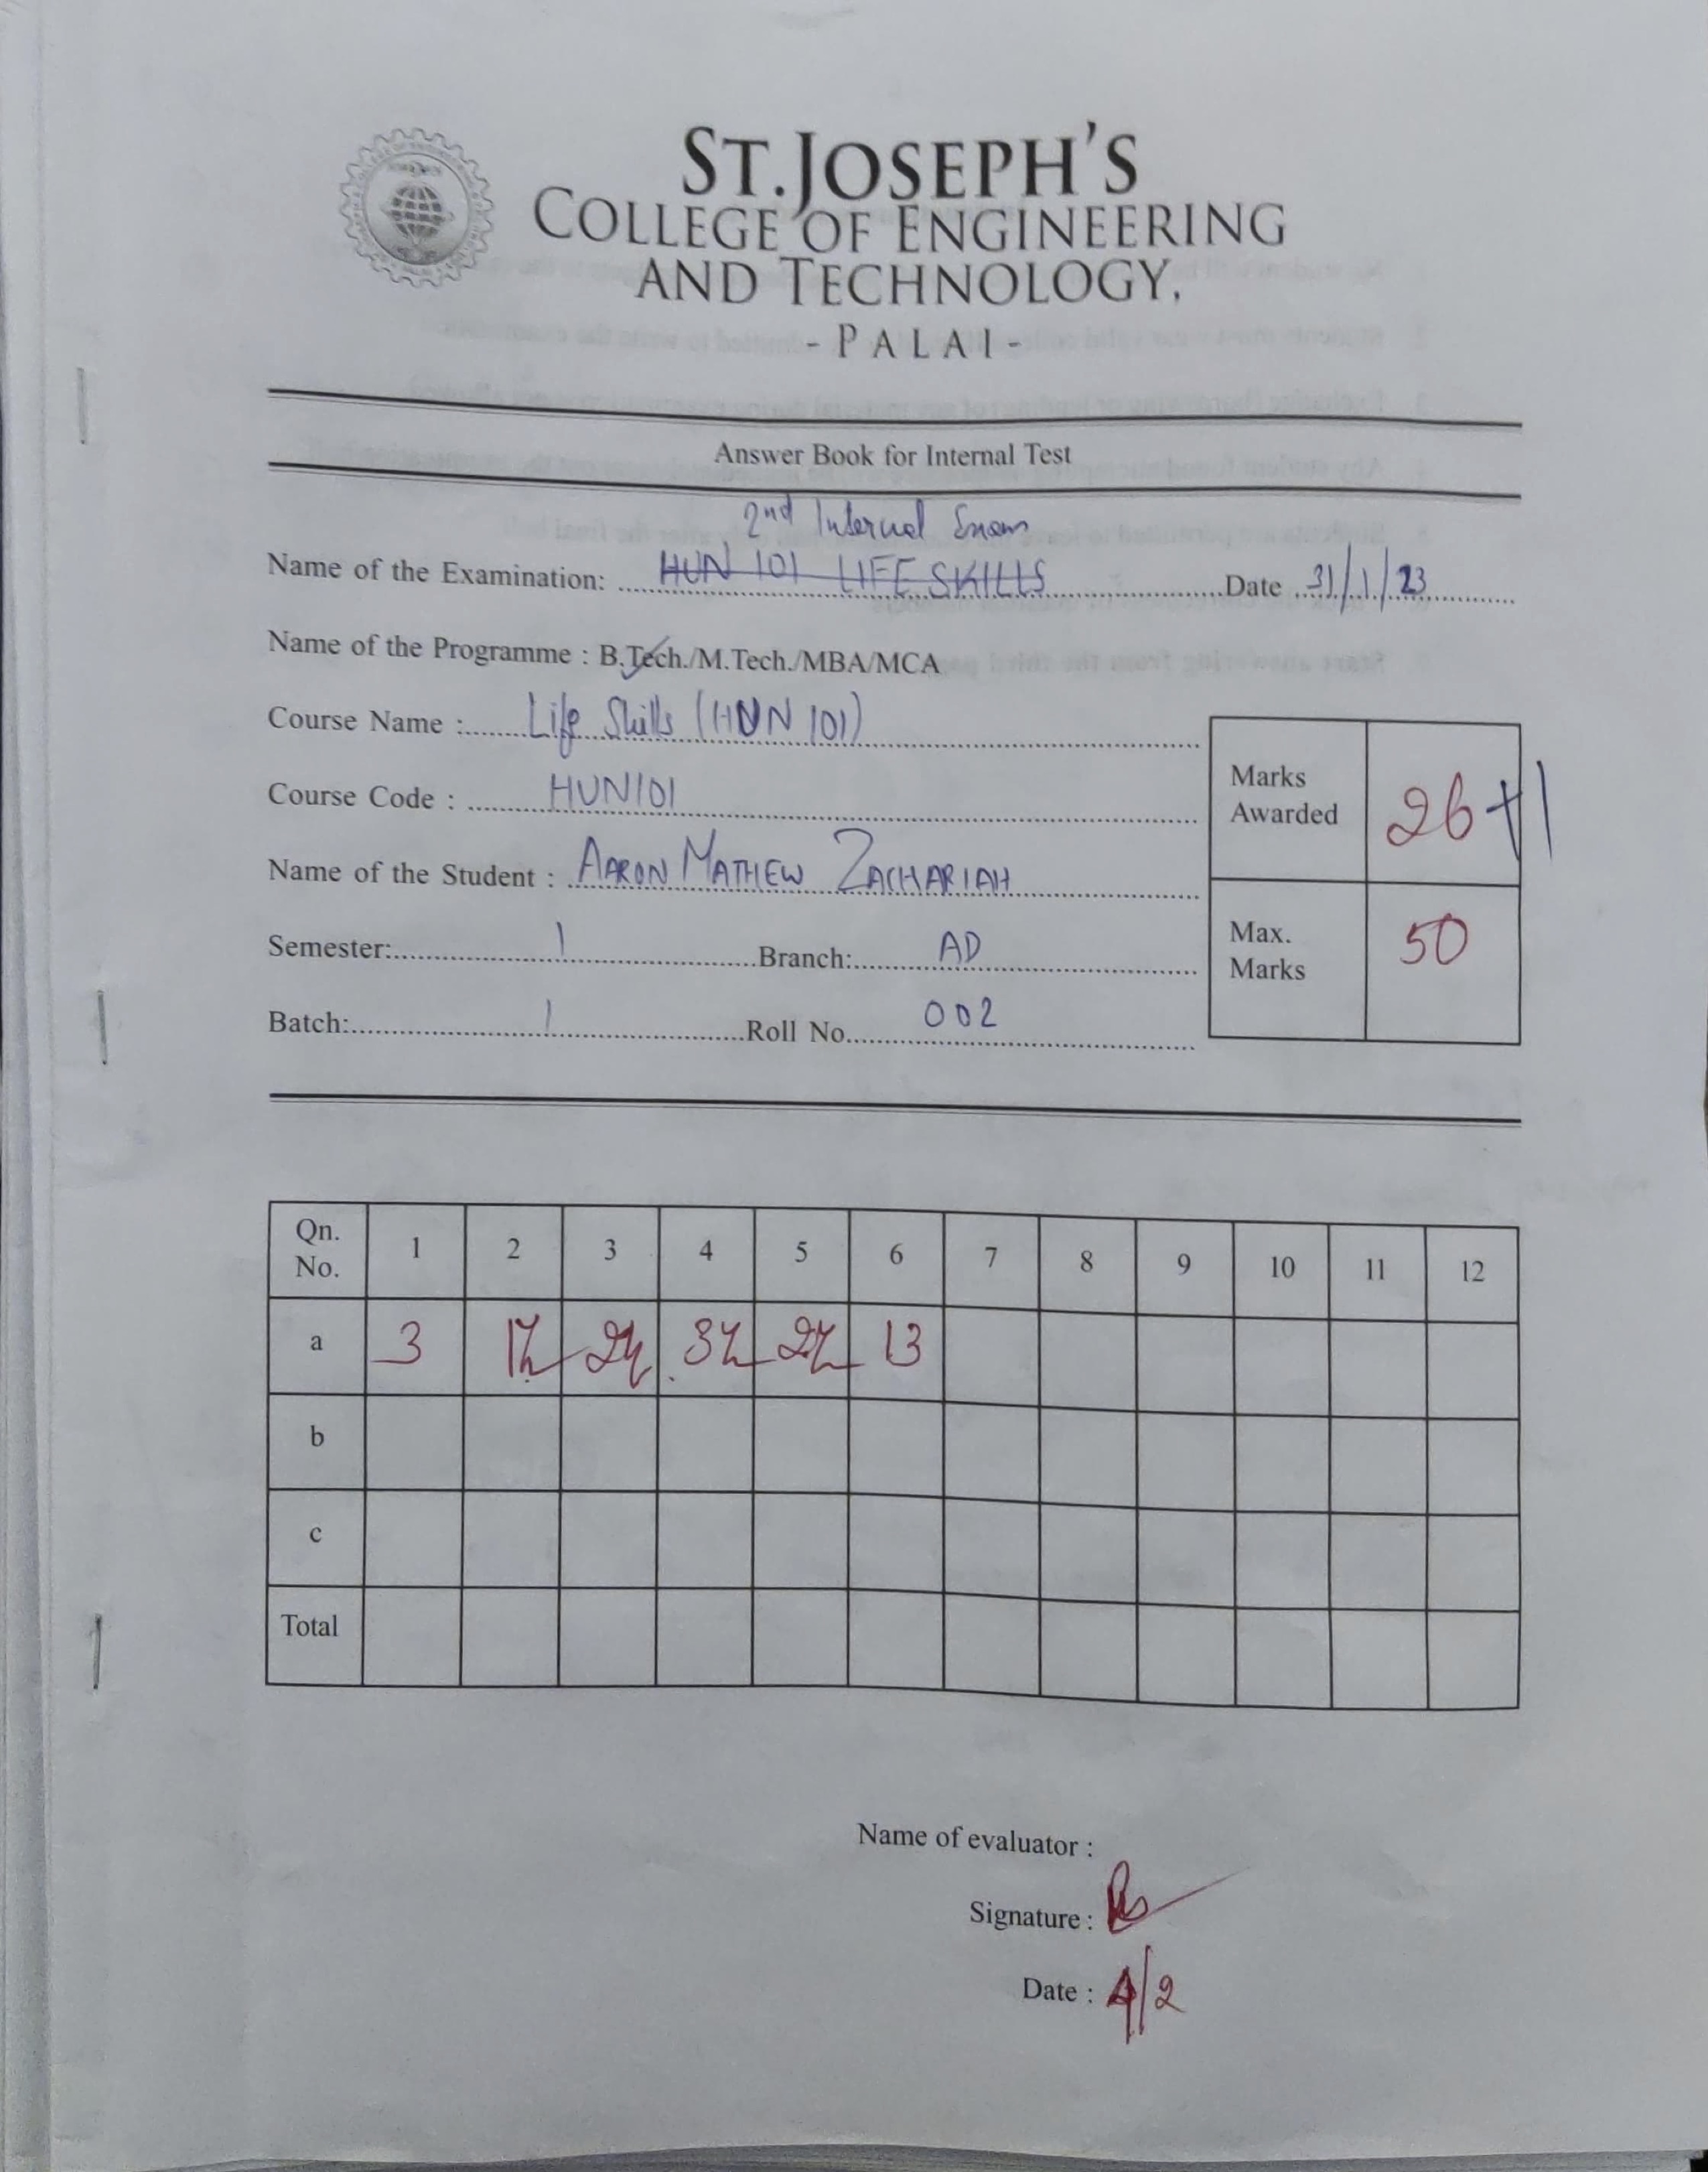 ST.JOSEPH'S
COLLEGE OF ENGINEERING
AND TECHNOLOGY,
- PALAI -
Answer Book for Internal Test
2nd Internal Exam
Name of the Examination: HUN 101 LIFE SKILLS Date 31/1/23
Name of the Programme : B.Tech./M.Tech./MBA/MCA
Course Name : Life Skills (HUN 101)
Course Code : HUN101
Name of the Student : AARON MATHEW ZACHARIAH
Semester: 1 Branch: AD
Batch: 1 Roll No. 002
Marks Awarded 26+1
Max. Marks 50
Qn. No. 1 2 3 4 5 6 7 8 9 10 11 12
a 3 1½ 2½ 3½ 2½ 13
b
c
Total
Name of evaluator :
Signature :
Date : 4/2